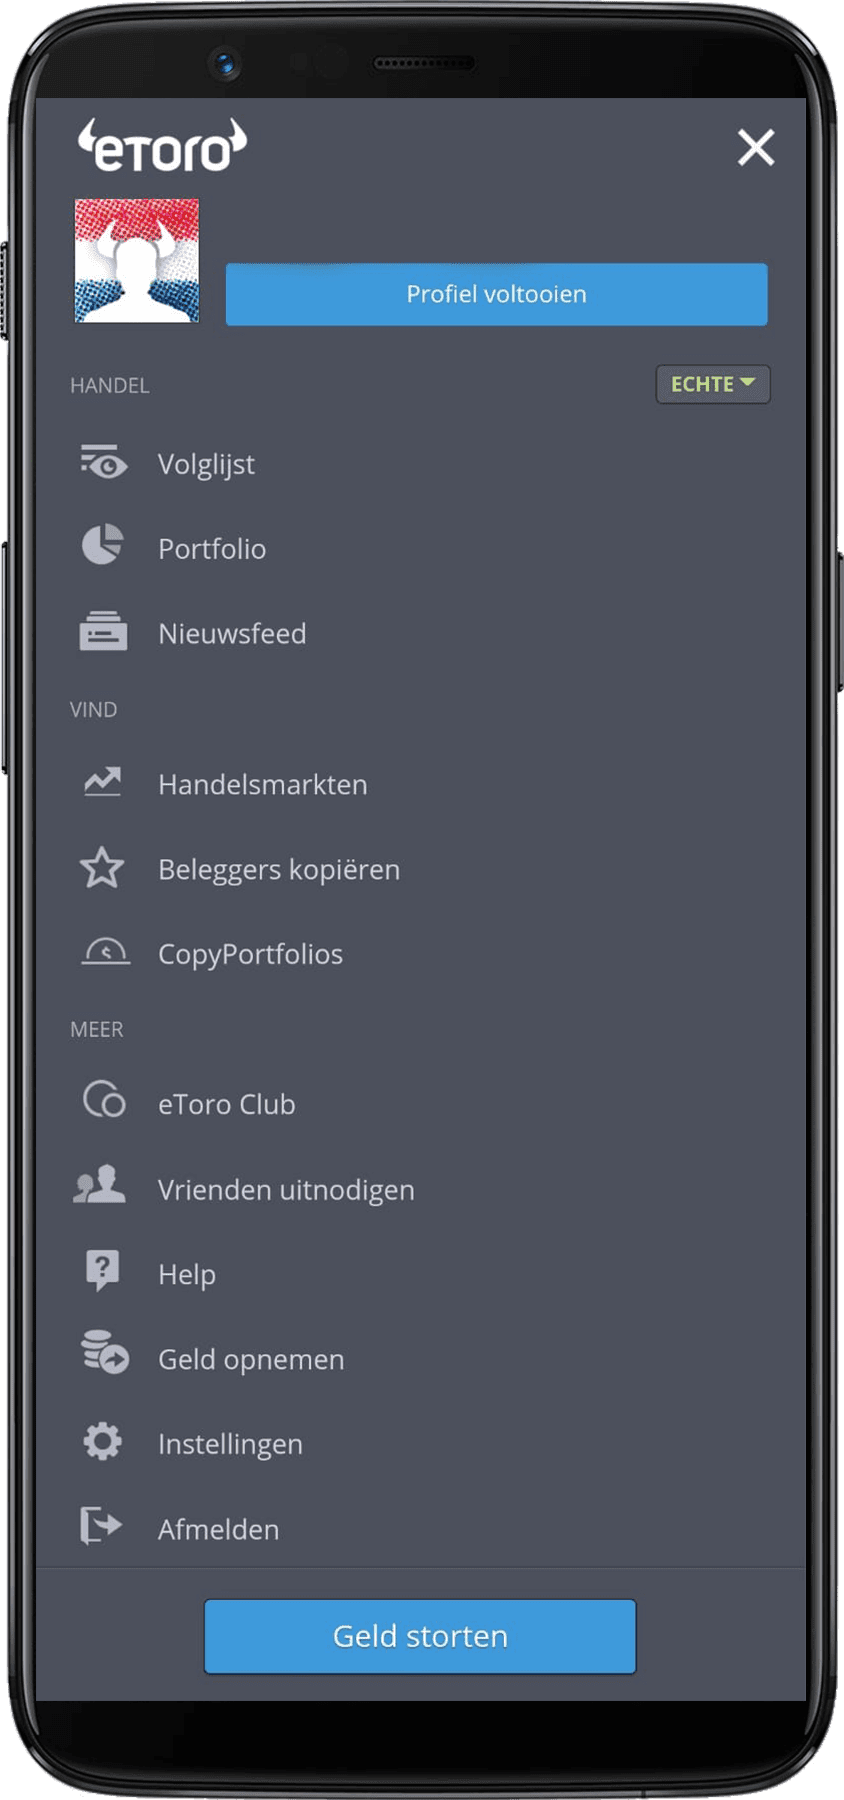 eToro
Profiel voltooien
HANDEL
ECHTE
Volglijst
Portfolio
Nieuwsfeed
VIND
Handelsmarkten
Beleggers kopiëren
CopyPortfolios
MEER
eToro Club
Vrienden uitnodigen
Help
Geld opnemen
Instellingen
Afmelden
Geld storten